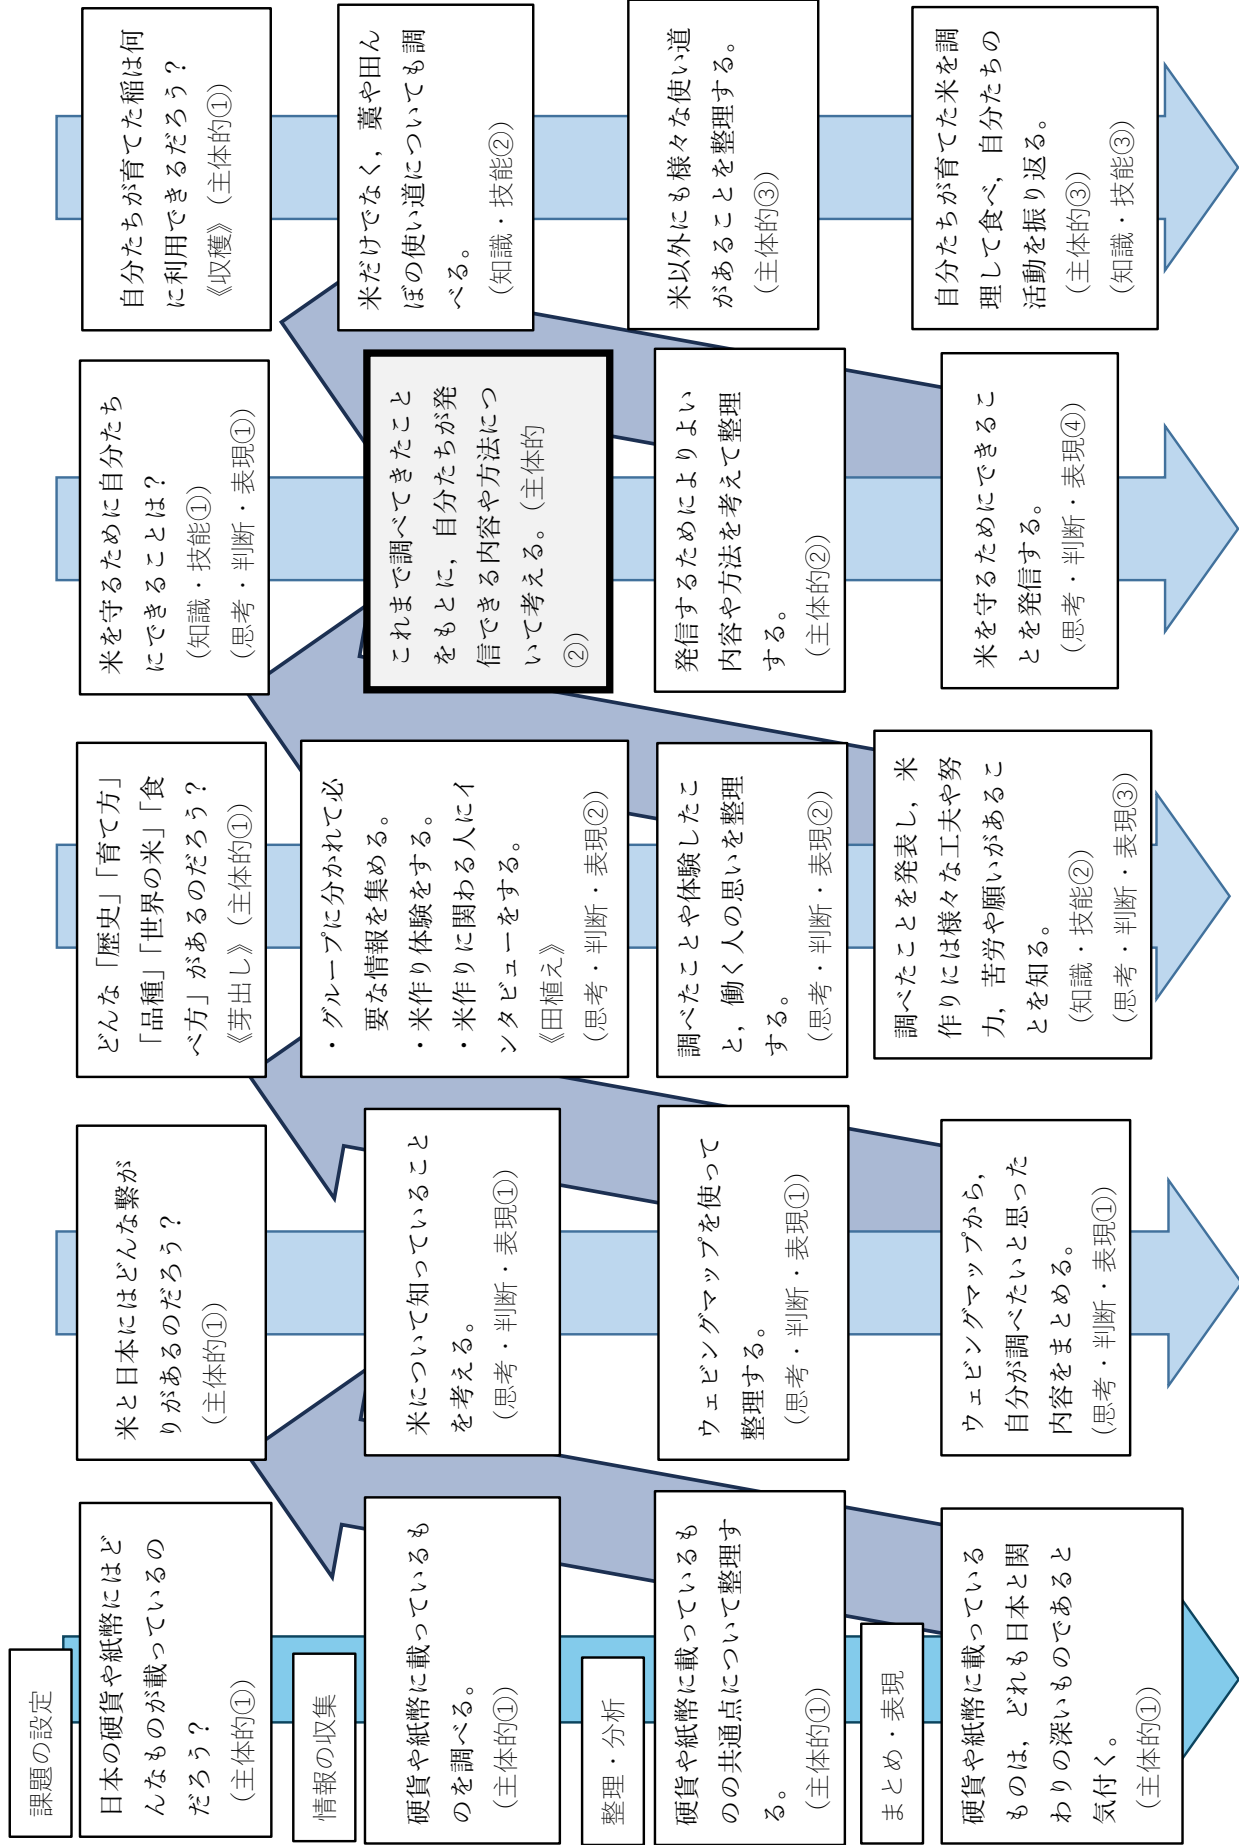 課題の設定
日本の硬貨や紙幣にはど
んなものが載っているの
だろう？
（主体的①）
情報の収集
硬貨や紙幣に載っているも
のを調べる。
（主体的①）
整理・分析
硬貨や紙幣に載っているも
のの共通点について整理す
る。
（主体的①）
まとめ・表現
硬貨や紙幣に載っている
ものは，どれも日本と関
わりの深いものであると
気付く。
（主体的①）
米と日本にはどんな繋が
りがあるのだろう？
（主体的①）
米について知っていること
を考える。
（思考・判断・表現①）
ウェビングマップを使って
整理する。
（思考・判断・表現①）
ウェビングマップから，
自分が調べたいと思った
内容をまとめる。
（思考・判断・表現①）
どんな「歴史」「育て方」
「品種」「世界の米」「食
べ方」があるのだろう？
《芽出し》（主体的①）
・グループに分かれて必
要な情報を集める。
・米作り体験をする。
・米作りに関わる人にイ
ンタビューをする。
《田植え》
（思考・判断・表現②）
調べたことや体験したこ
と，働く人の思いを整理
する。
（思考・判断・表現②）
調べたことを発表し，米
作りには様々な工夫や努
力，苦労や願いがあるこ
とを知る。
（知識・技能②）
（思考・判断・表現③）
米を守るために自分たち
にできることは？
（知識・技能①）
（思考・判断・表現①）
これまで調べてきたこと
をもとに，自分たちが発
信できる内容や方法につ
いて考える。（主体的
②）
発信するためによりよい
内容や方法を考えて整理
する。
（主体的②）
米を守るためにできるこ
とを発信する。
（思考・判断・表現④）
自分たちが育てた稲は何
に利用できるだろう？
《収穫》（主体的①）
米だけでなく，藁や田ん
ぼの使い道についても調
べる。
（知識・技能②）
米以外にも様々な使い道
があることを整理する。
（主体的③）
自分たちが育てた米を調
理して食べ，自分たちの
活動を振り返る。
（主体的③）
（知識・技能③）